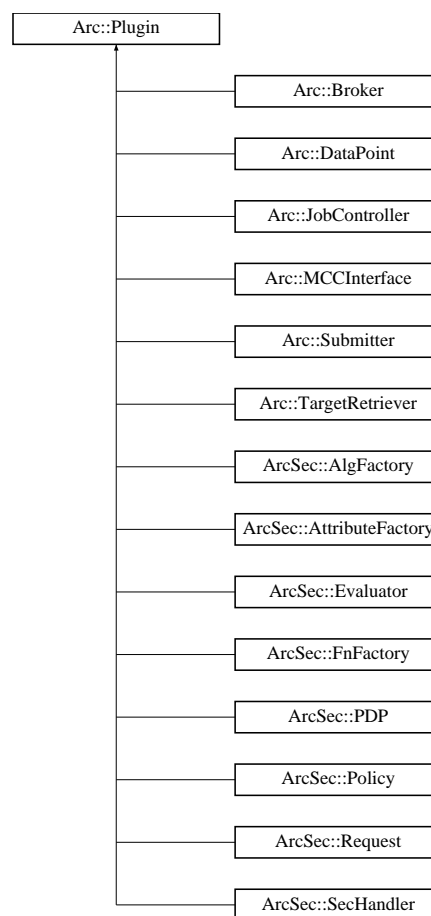 Arc::Plugin
Arc::Broker
Arc::DataPoint
Arc::JobController
Arc::MCCInterface
Arc::Submitter
Arc::TargetRetriever
ArcSec::AlgFactory
ArcSec::AttributeFactory
ArcSec::Evaluator
ArcSec::FnFactory
ArcSec::PDP
ArcSec::Policy
ArcSec::Request
ArcSec::SecHandler